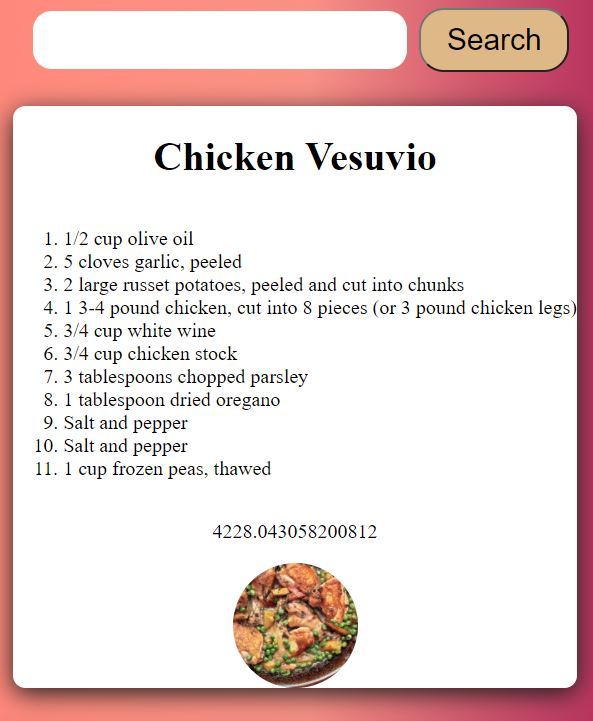 Search
Chicken Vesuvio
1. 1/2 cup olive oil
2. 5 cloves garlic, peeled
3. 2 large russet potatoes, peeled and cut into chunks
4. 1 3-4 pound chicken, cut into 8 pieces (or 3 pound chicken legs)
5. 3/4 cup white wine
6. 3/4 cup chicken stock
7. 3 tablespoons chopped parsley
8. 1 tablespoon dried oregano
9. Salt and pepper
10. Salt and pepper
11. 1 cup frozen peas, thawed
4228.043058200812